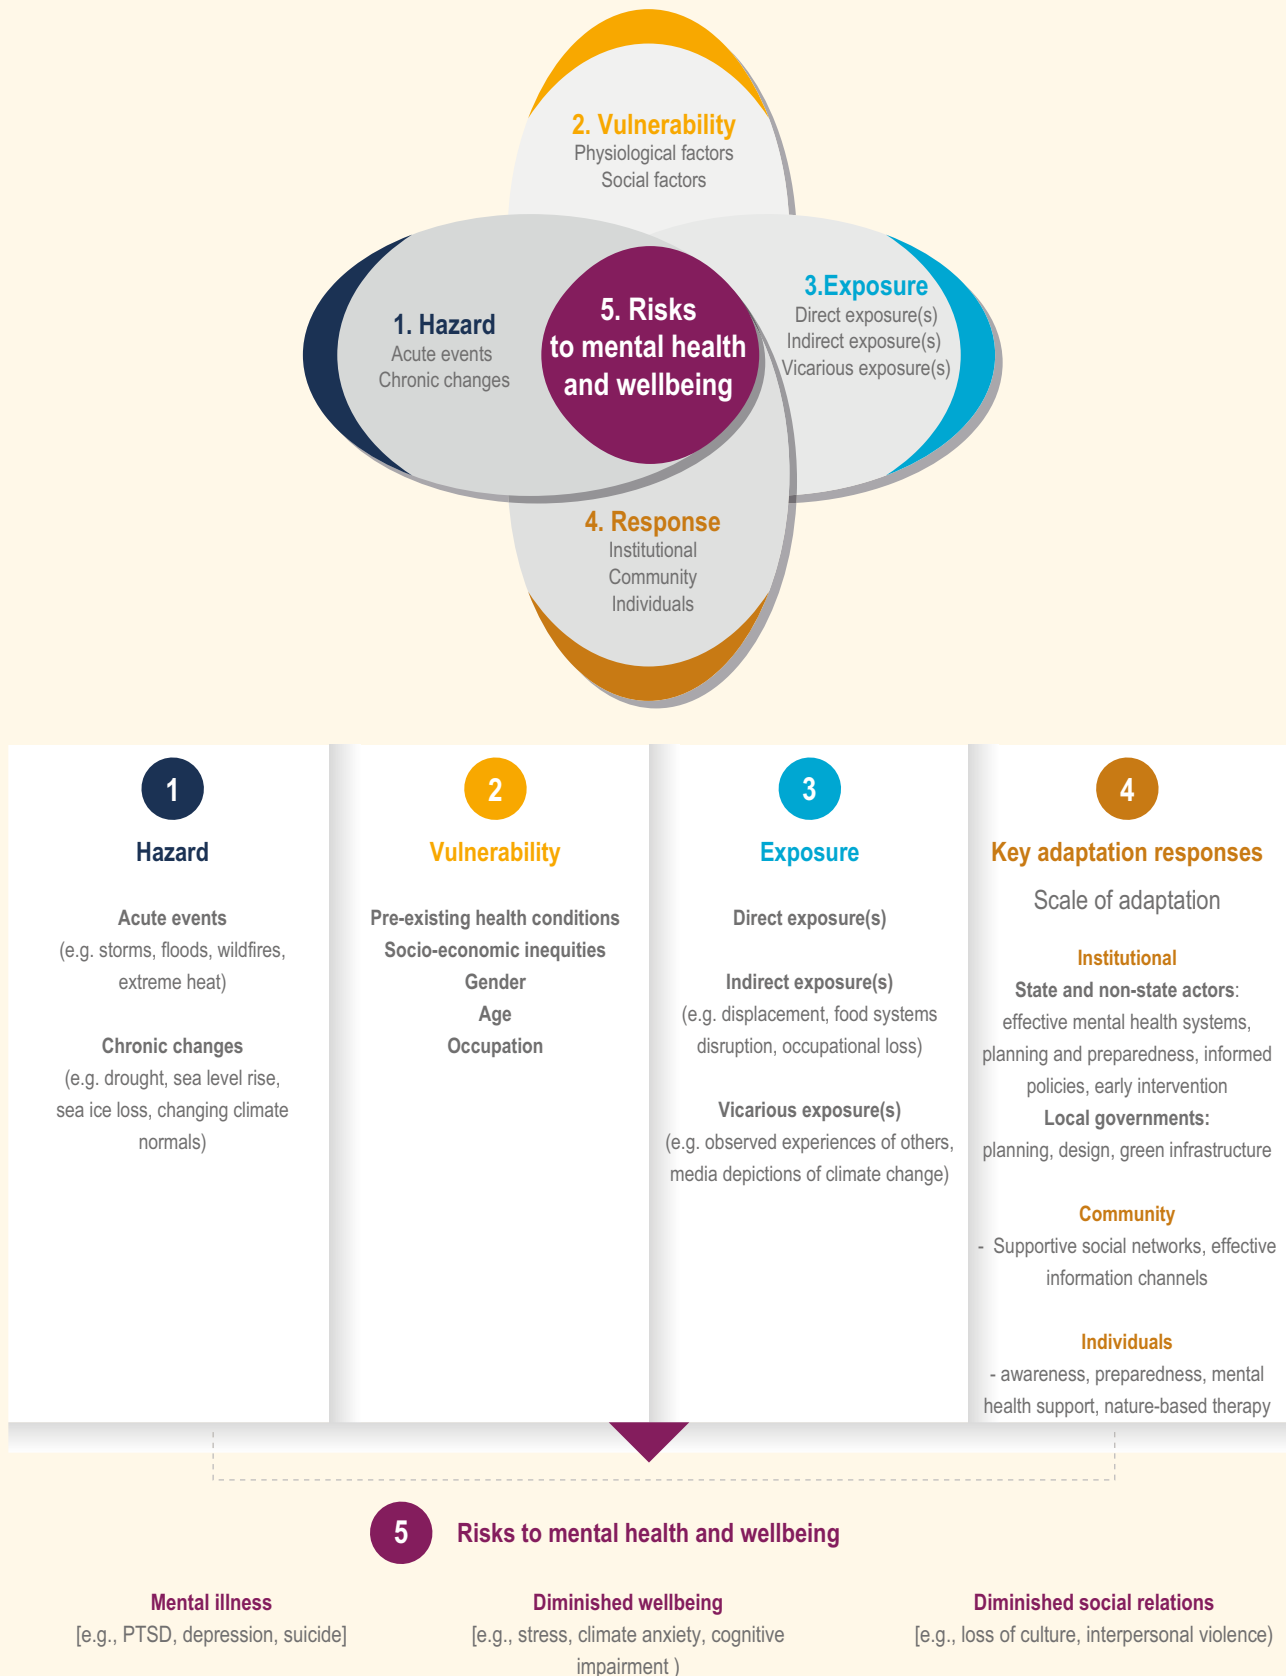 2. Vulnerability
Physiological factors
Social factors
1. Hazard
Acute events
Chronic changes
5. Risks
to mental health
and wellbeing
3.Exposure
Direct exposure(s)
Indirect exposure(s)
Vicarious exposure(s)
4. Response
Institutional
Community
Individuals
1
Hazard
Acute events
(e.g. storms, floods, wildfires,
extreme heat)
Chronic changes
(e.g. drought, sea level rise,
sea ice loss, changing climate
normals)
2
Vulnerability
Pre-existing health conditions
Socio-economic inequities
Gender
Age
Occupation
3
Exposure
Direct exposure(s)
Indirect exposure(s)
(e.g. displacement, food systems
disruption, occupational loss)
Vicarious exposure(s)
(e.g. observed experiences of others,
media depictions of climate change)
4
Key adaptation responses
Scale of adaptation
Institutional
State and non-state actors:
effective mental health systems,
planning and preparedness, informed
policies, early intervention
Local governments:
planning, design, green infrastructure
Community
- Supportive social networks, effective
information channels
Individuals
- awareness, preparedness, mental
health support, nature-based therapy
5
Risks to mental health and wellbeing
Mental illness
[e.g., PTSD, depression, suicide]
Diminished wellbeing
[e.g., stress, climate anxiety, cognitive
impairment )
Diminished social relations
[e.g., loss of culture, interpersonal violence)